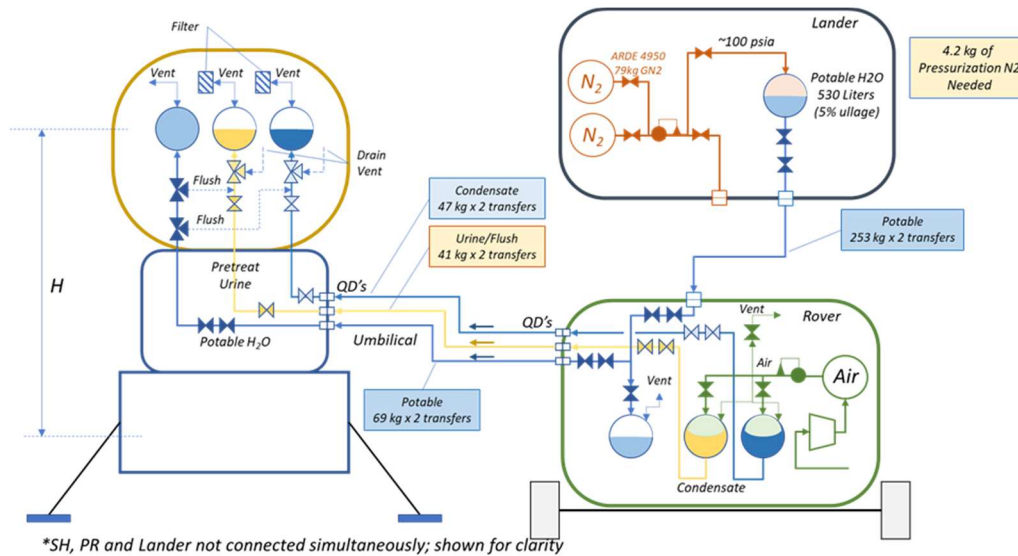 Filter
Vent
Vent
Vent
Drain
Vent
Flush
Flush
H
Pretreat
Urine
QD's
Potable H2O
Umbilical
Condensate
47 kg x 2 transfers
Urine/Flush
41 kg x 2 transfers
Potable
69 kg x 2 transfers
QD's
Lander
~100 psia
ARDE 4950
79kg GN2
N2
N2
Potable H2O
530 Liters
(5% ullage)
4.2 kg of
Pressurization N2
Needed
Potable
253 kg x 2 transfers
Rover
Vent
Air
Air
Vent
Condensate
*SH, PR and Lander not connected simultaneously; shown for clarity